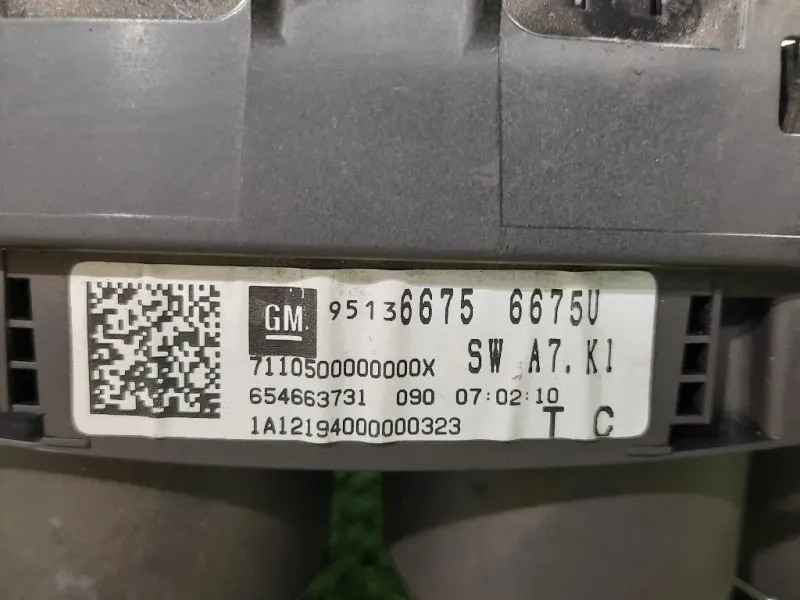 GM 95136675 6675U
7110500000000X SW A7.K1
654663731 090 07:02:10
1A12194000000323 T C